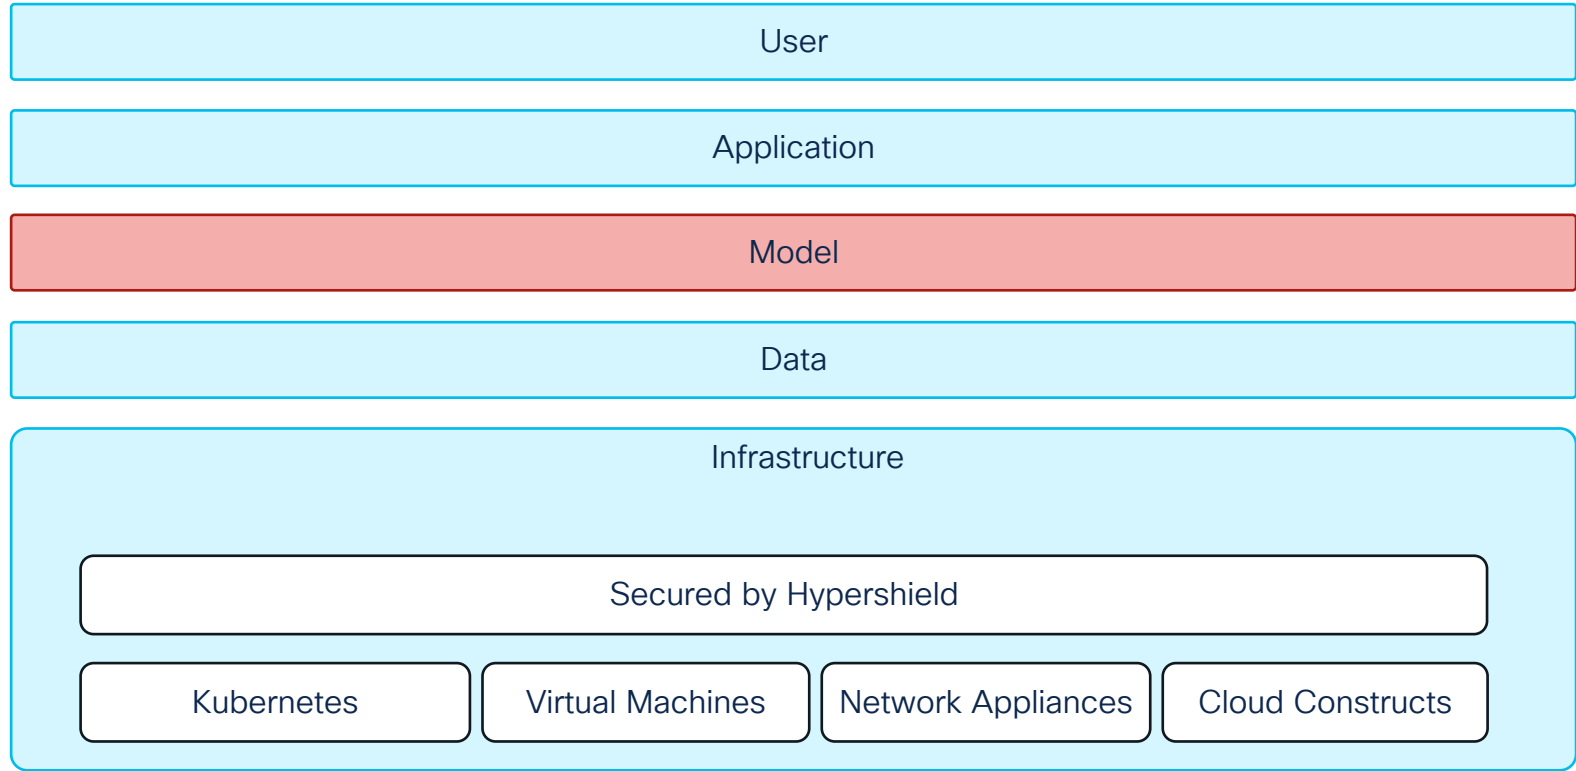 User
Application
Model
Data
Infrastructure
Secured by Hypershield
Kubernetes
Virtual Machines
Network Appliances
Cloud Constructs